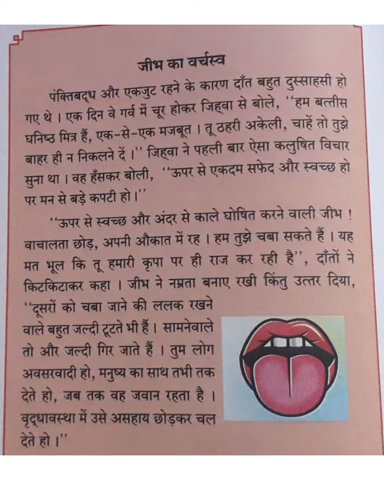 जीभ का वर्चस्व
पंक्तिबद्ध और एकजुट रहने के कारण दाँत बहुत दुस्साहसी हो
गए थे । एक दिन वे गर्व में चूर होकर जिह्वा से बोले, ‘‘हम बत्तीस
घनिष्ठ मित्र हैं, एक-से-एक मजबूत । तू ठहरी अकेली, चाहें तो तुझे
बाहर ही न निकलने दें ।’’ जिह्वा ने पहली बार ऐसा कलुषित विचार
सुना था । वह हँसकर बोली, ‘‘ऊपर से एकदम सफेद और स्वच्छ हो
पर मन से बड़े कपटी हो ।’’
‘‘ऊपर से स्वच्छ और अंदर से काले घोषित करने वाली जीभ !
वाचालता छोड़, अपनी औकात में रह । हम तुझे चबा सकते हैं । यह
मत भूल कि तू हमारी कृपा पर ही राज कर रही है’’, दाँतों ने
किटकिटाकर कहा । जीभ ने नम्रता बनाए रखी किंतु उत्तर दिया,
‘‘दूसरों को चबा जाने की ललक रखने
वाले बहुत जल्दी टूटते भी हैं । सामनेवाले
तो और जल्दी गिर जाते हैं । तुम लोग
अवसरवादी हो, मनुष्य का साथ तभी तक
देते हो, जब तक वह जवान रहता है ।
वृद्धावस्था में उसे असहाय छोड़कर चल
देते हो ।’’